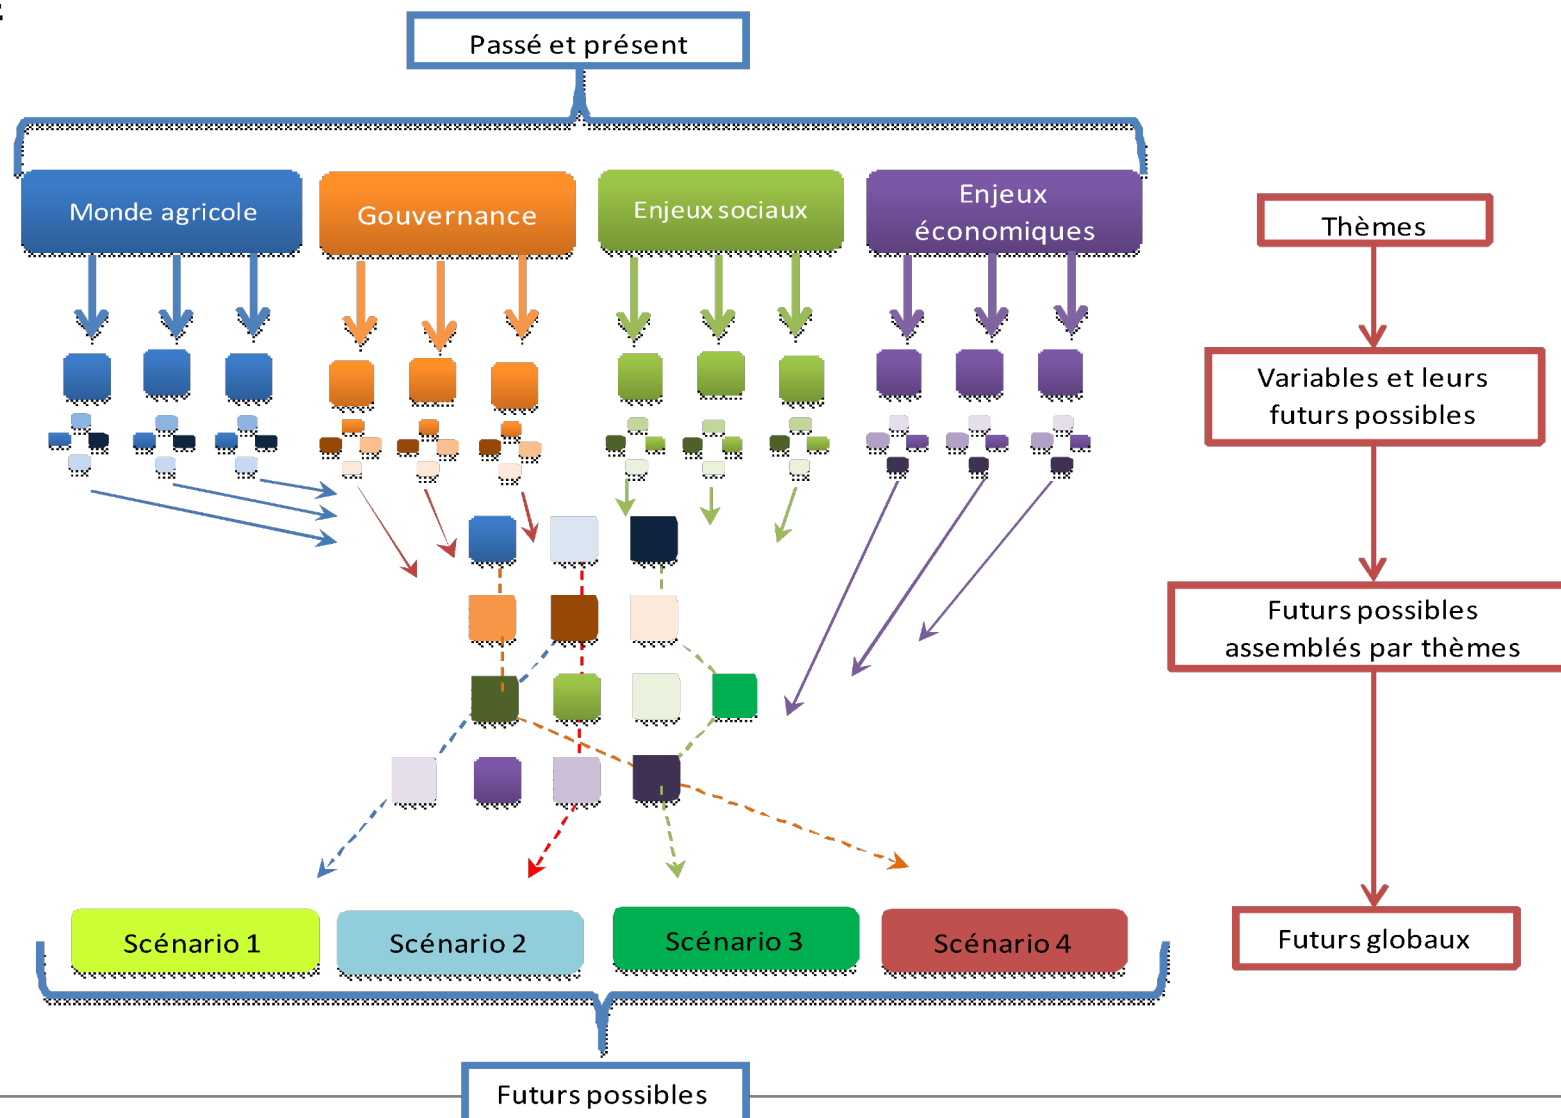 Passé et présent
Monde agricole
Gouvernance
Enjeux sociaux
Enjeux
économiques
Thèmes
Variables et leurs
futurs possibles
Futurs possibles
assemblés par thèmes
Scénario 1
Scénario 2
Scénario 3
Scénario 4
Futurs globaux
Futurs possibles